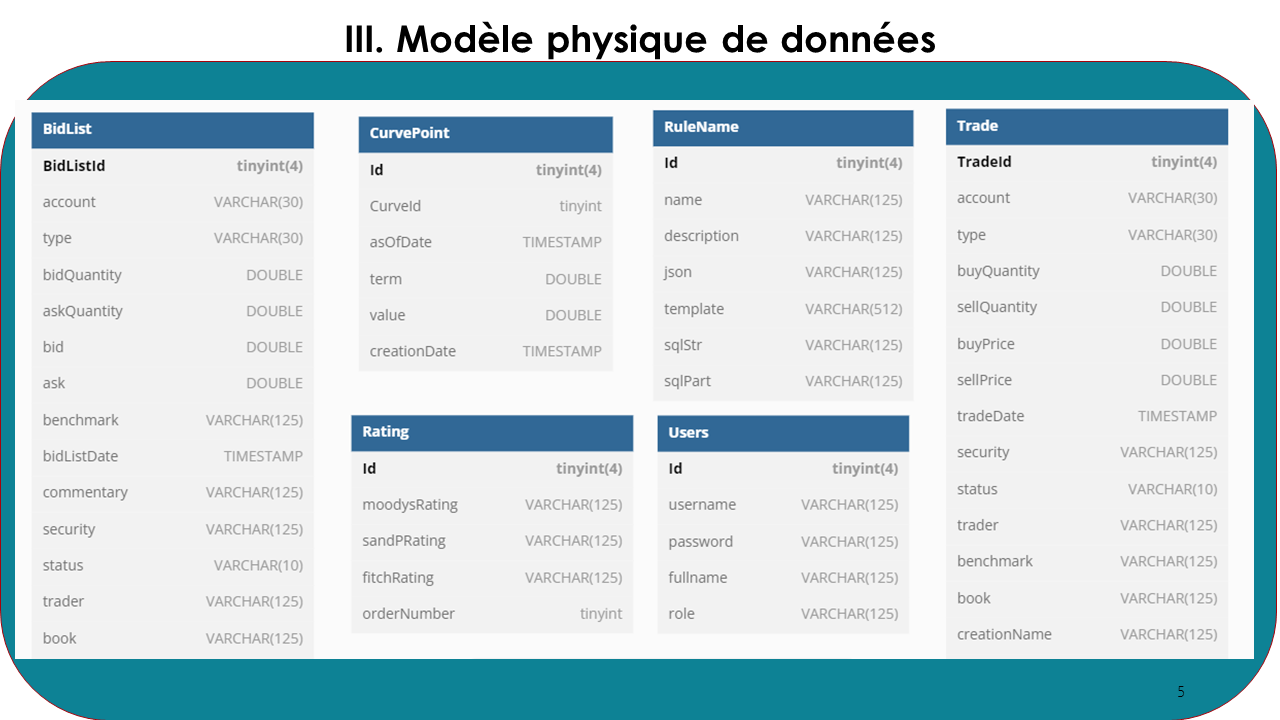 III. Modèle physique de données
BidList
BidListId tinyint(4)
account VARCHAR(30)
type VARCHAR(30)
bidQuantity DOUBLE
askQuantity DOUBLE
bid DOUBLE
ask DOUBLE
benchmark VARCHAR(125)
bidListDate TIMESTAMP
commentary VARCHAR(125)
security VARCHAR(125)
status VARCHAR(10)
trader VARCHAR(125)
book VARCHAR(125)
CurvePoint
Id tinyint(4)
CurveId tinyint
asOfDate TIMESTAMP
term DOUBLE
value DOUBLE
creationDate TIMESTAMP
Rating
Id tinyint(4)
moodysRating VARCHAR(125)
sandPRating VARCHAR(125)
fitchRating VARCHAR(125)
orderNumber tinyint
RuleName
Id tinyint(4)
name VARCHAR(125)
description VARCHAR(125)
json VARCHAR(125)
template VARCHAR(512)
sqlStr VARCHAR(125)
sqlPart VARCHAR(125)
Users
Id tinyint(4)
username VARCHAR(125)
password VARCHAR(125)
fullname VARCHAR(125)
role VARCHAR(125)
Trade
TradeId tinyint(4)
account VARCHAR(30)
type VARCHAR(30)
buyQuantity DOUBLE
sellQuantity DOUBLE
buyPrice DOUBLE
sellPrice DOUBLE
tradeDate TIMESTAMP
security VARCHAR(125)
status VARCHAR(10)
trader VARCHAR(125)
benchmark VARCHAR(125)
book VARCHAR(125)
creationName VARCHAR(125)
5